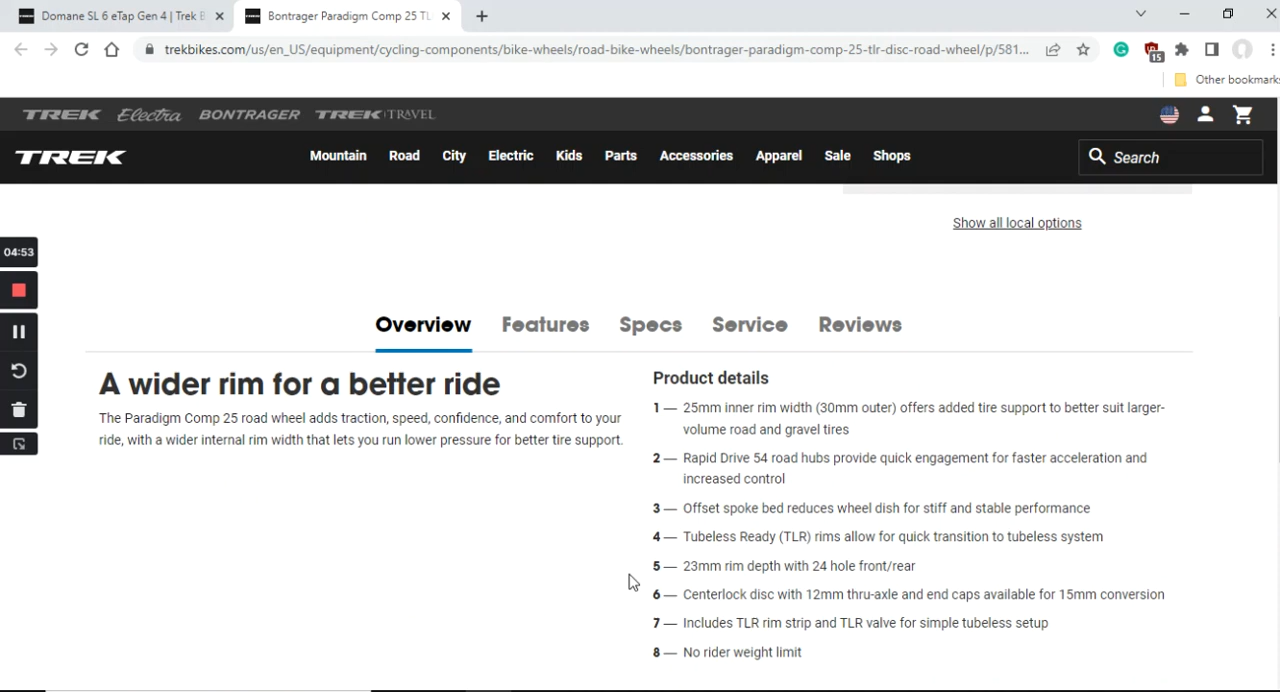 Domane SL 6 eTap Gen 4 | Trek B
Bontrager Paradigm Comp 25 TL
trekbikes.com/us/en_US/equipment/cycling-components/bike-wheels/road-bike-wheels/bontrager-paradigm-comp-25-tlr-disc-road-wheel/p/581...
15
Other bookmarks
TREK Electra BONTRAGER TREK TRAVEL
TREK Mountain Road City Electric Kids Parts Accessories Apparel Sale Shops Search
Show all local options
04:53
Overview Features Specs Service Reviews
A wider rim for a better ride
The Paradigm Comp 25 road wheel adds traction, speed, confidence, and comfort to your
ride, with a wider internal rim width that lets you run lower pressure for better tire support.
Product details
1 — 25mm inner rim width (30mm outer) offers added tire support to better suit larger-
volume road and gravel tires
2 — Rapid Drive 54 road hubs provide quick engagement for faster acceleration and
increased control
3 — Offset spoke bed reduces wheel dish for stiff and stable performance
4 — Tubeless Ready (TLR) rims allow for quick transition to tubeless system
5 — 23mm rim depth with 24 hole front/rear
6 — Centerlock disc with 12mm thru-axle and end caps available for 15mm conversion
7 — Includes TLR rim strip and TLR valve for simple tubeless setup
8 — No rider weight limit